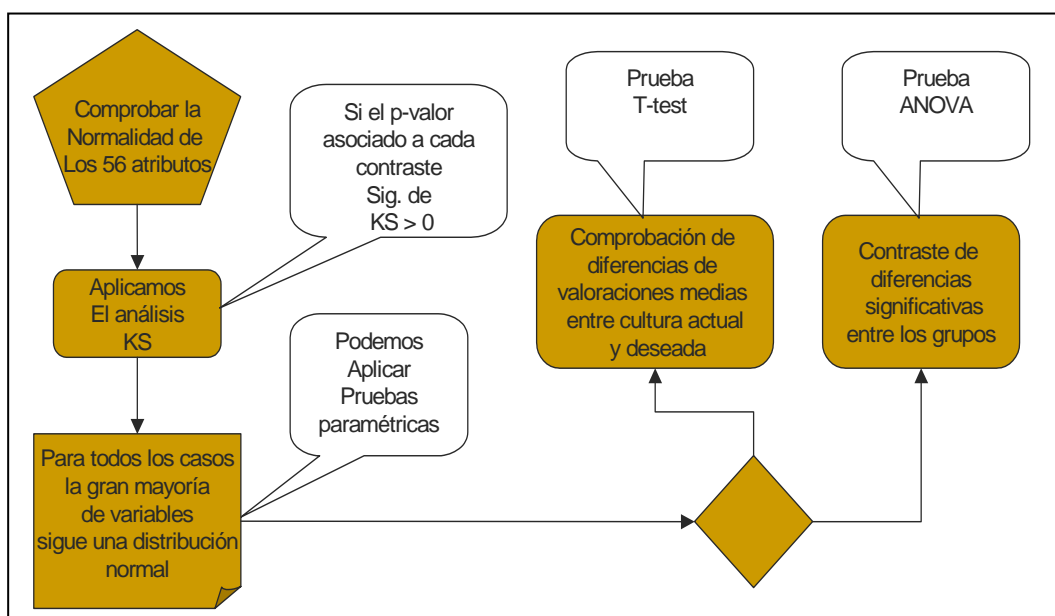 Comprobar la
Normalidad de
Los 56 atributos
Si el p-valor
asociado a cada
contraste
Sig. de
KS > 0
Aplicamos
El análisis
KS
Podemos
Aplicar
Pruebas
paramétricas
Para todos los casos
la gran mayoría
de variables
sigue una distribución
normal
Prueba
T-test
Comprobación de
diferencias de
valoraciones medias
entre cultura actual
y deseada
Prueba
ANOVA
Contraste de
diferencias
significativas
entre los grupos